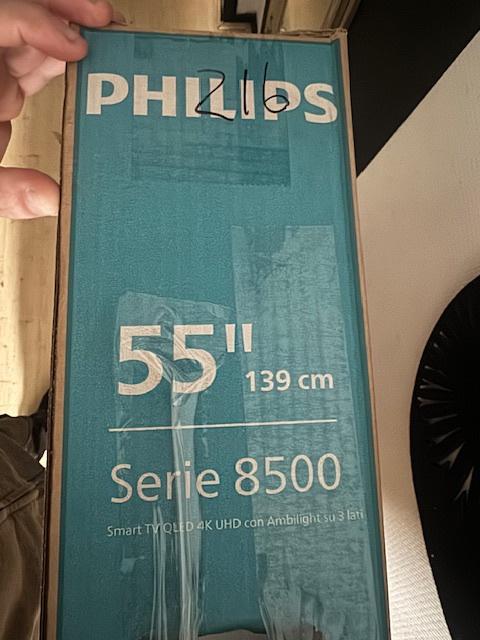 PHILIPS
216
55"
139 cm
Serie 8500
Smart TV QLED 4K UHD con Ambilight su 3 lati